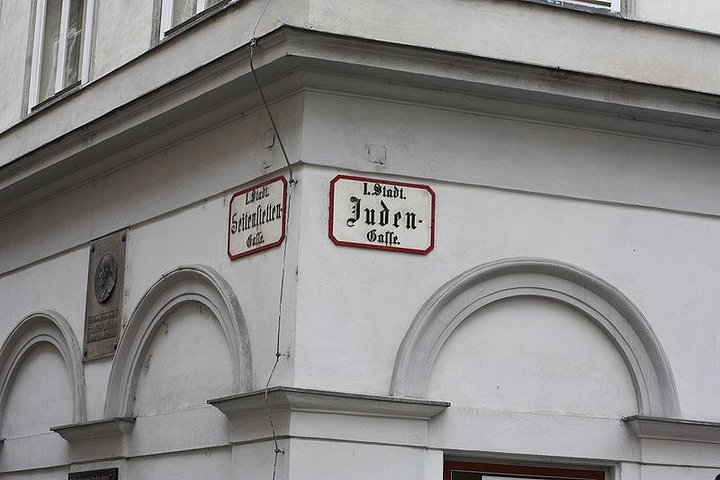 I. Stadt.
Seitenstetten-
Gasse.
I. Stadt.
Juden-
Gasse.